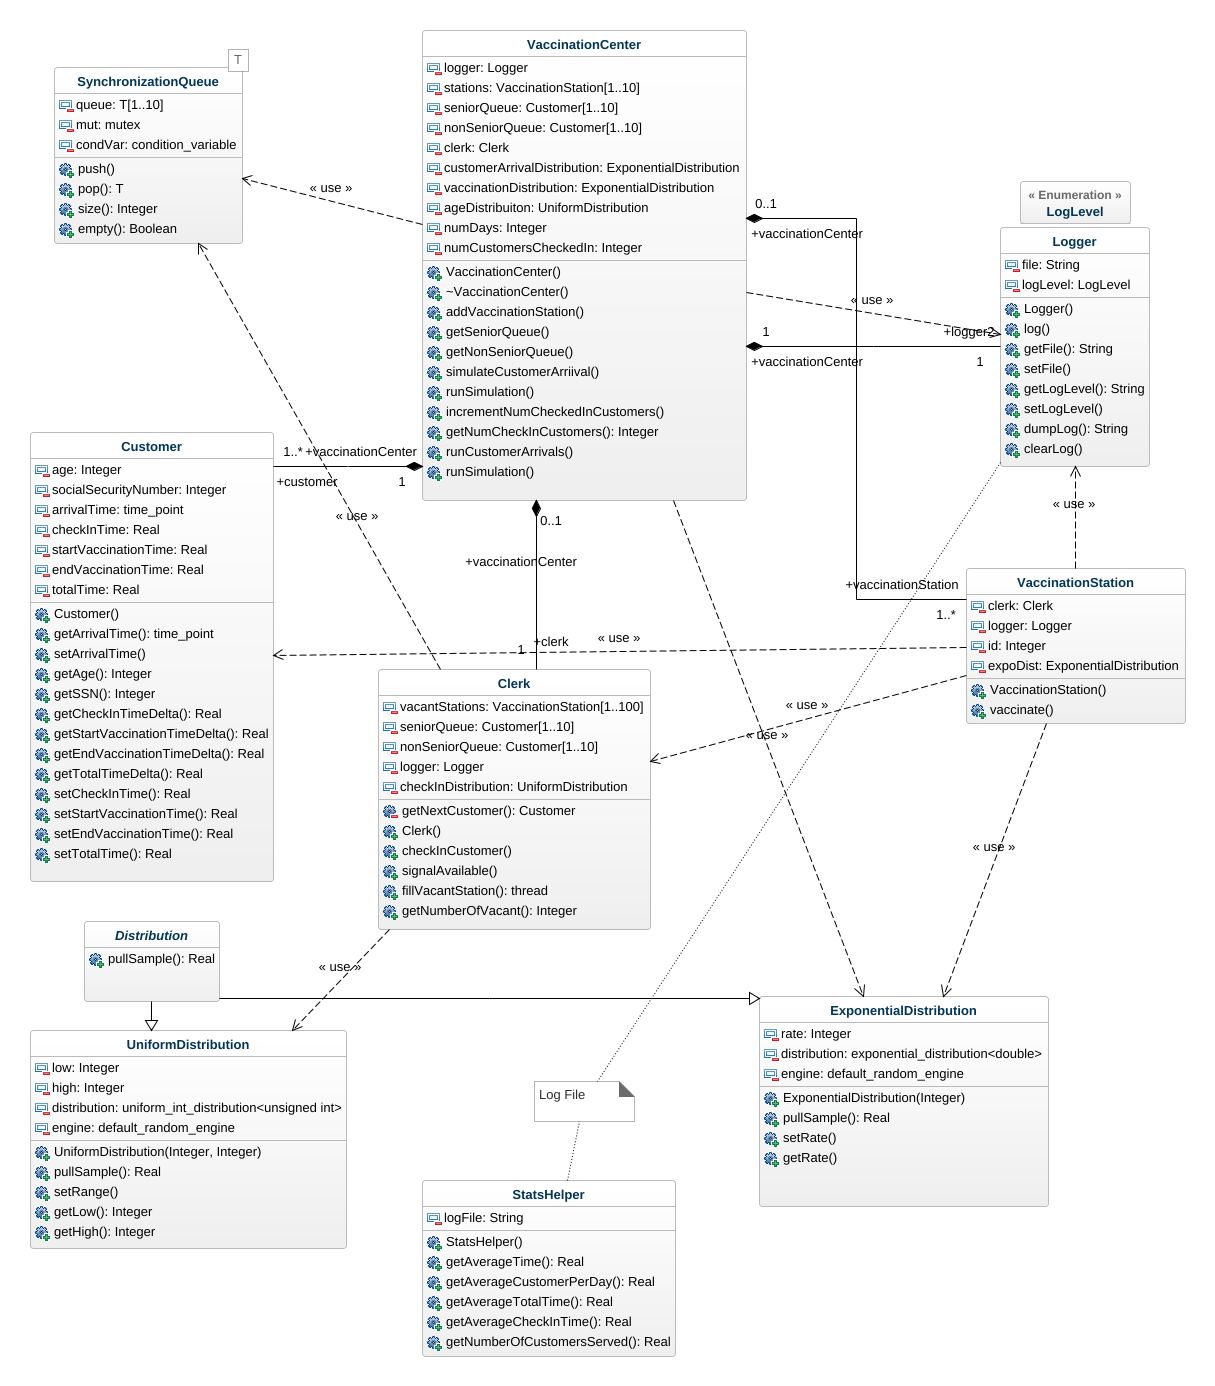 T
SynchronizationQueue
queue: T[1..10]
mut: mutex
condVar: condition_variable
push()
pop(): T
size(): Integer
empty(): Boolean
« use »
VaccinationCenter
logger: Logger
stations: VaccinationStation[1..10]
seniorQueue: Customer[1..10]
nonSeniorQueue: Customer[1..10]
clerk: Clerk
customerArrivalDistribution: ExponentialDistribution
vaccinationDistribution: ExponentialDistribution
ageDistribuiton: UniformDistribution
numDays: Integer
numCustomersCheckedIn: Integer
VaccinationCenter()
~VaccinationCenter()
addVaccinationStation()
getSeniorQueue()
getNonSeniorQueue()
simulateCustomerArriival()
runSimulation()
incrementNumCheckedInCustomers()
getNumCheckInCustomers(): Integer
runCustomerArrivals()
runSimulation()
0..1
+vaccinationCenter
« use »
+logger2
1
+vaccinationCenter
1
« Enumeration »
LogLevel
Logger
file: String
logLevel: LogLevel
Logger()
log()
getFile(): String
setFile()
getLogLevel(): String
setLogLevel()
dumpLog(): String
clearLog()
« use »
Customer
age: Integer
socialSecurityNumber: Integer
arrivalTime: time_point
checkInTime: Real
startVaccinationTime: Real
endVaccinationTime: Real
totalTime: Real
Customer()
getArrivalTime(): time_point
setArrivalTime()
getAge(): Integer
getSSN(): Integer
getCheckInTimeDelta(): Real
getStartVaccinationTimeDelta(): Real
getEndVaccinationTimeDelta(): Real
getTotalTimeDelta(): Real
setCheckInTime(): Real
setStartVaccinationTime(): Real
setEndVaccinationTime(): Real
setTotalTime(): Real
1..* +vaccinationCenter
+customer
1
« use »
0..1
+vaccinationCenter
+clerk
1
« use »
+vaccinationStation
1..*
VaccinationStation
clerk: Clerk
logger: Logger
id: Integer
expoDist: ExponentialDistribution
VaccinationStation()
vaccinate()
« use »
« use »
« use »
Clerk
vacantStations: VaccinationStation[1..100]
seniorQueue: Customer[1..10]
nonSeniorQueue: Customer[1..10]
logger: Logger
checkInDistribution: UniformDistribution
getNextCustomer(): Customer
Clerk()
checkInCustomer()
signalAvailable()
fillVacantStation(): thread
getNumberOfVacant(): Integer
« use »
Distribution
pullSample(): Real
UniformDistribution
low: Integer
high: Integer
distribution: uniform_int_distribution<unsigned int>
engine: default_random_engine
UniformDistribution(Integer, Integer)
pullSample(): Real
setRange()
getLow(): Integer
getHigh(): Integer
ExponentialDistribution
rate: Integer
distribution: exponential_distribution<double>
engine: default_random_engine
ExponentialDistribution(Integer)
pullSample(): Real
setRate()
getRate()
Log File
StatsHelper
logFile: String
StatsHelper()
getAverageTime(): Real
getAverageCustomerPerDay(): Real
getAverageTotalTime(): Real
getAverageCheckInTime(): Real
getNumberOfCustomersServed(): Real